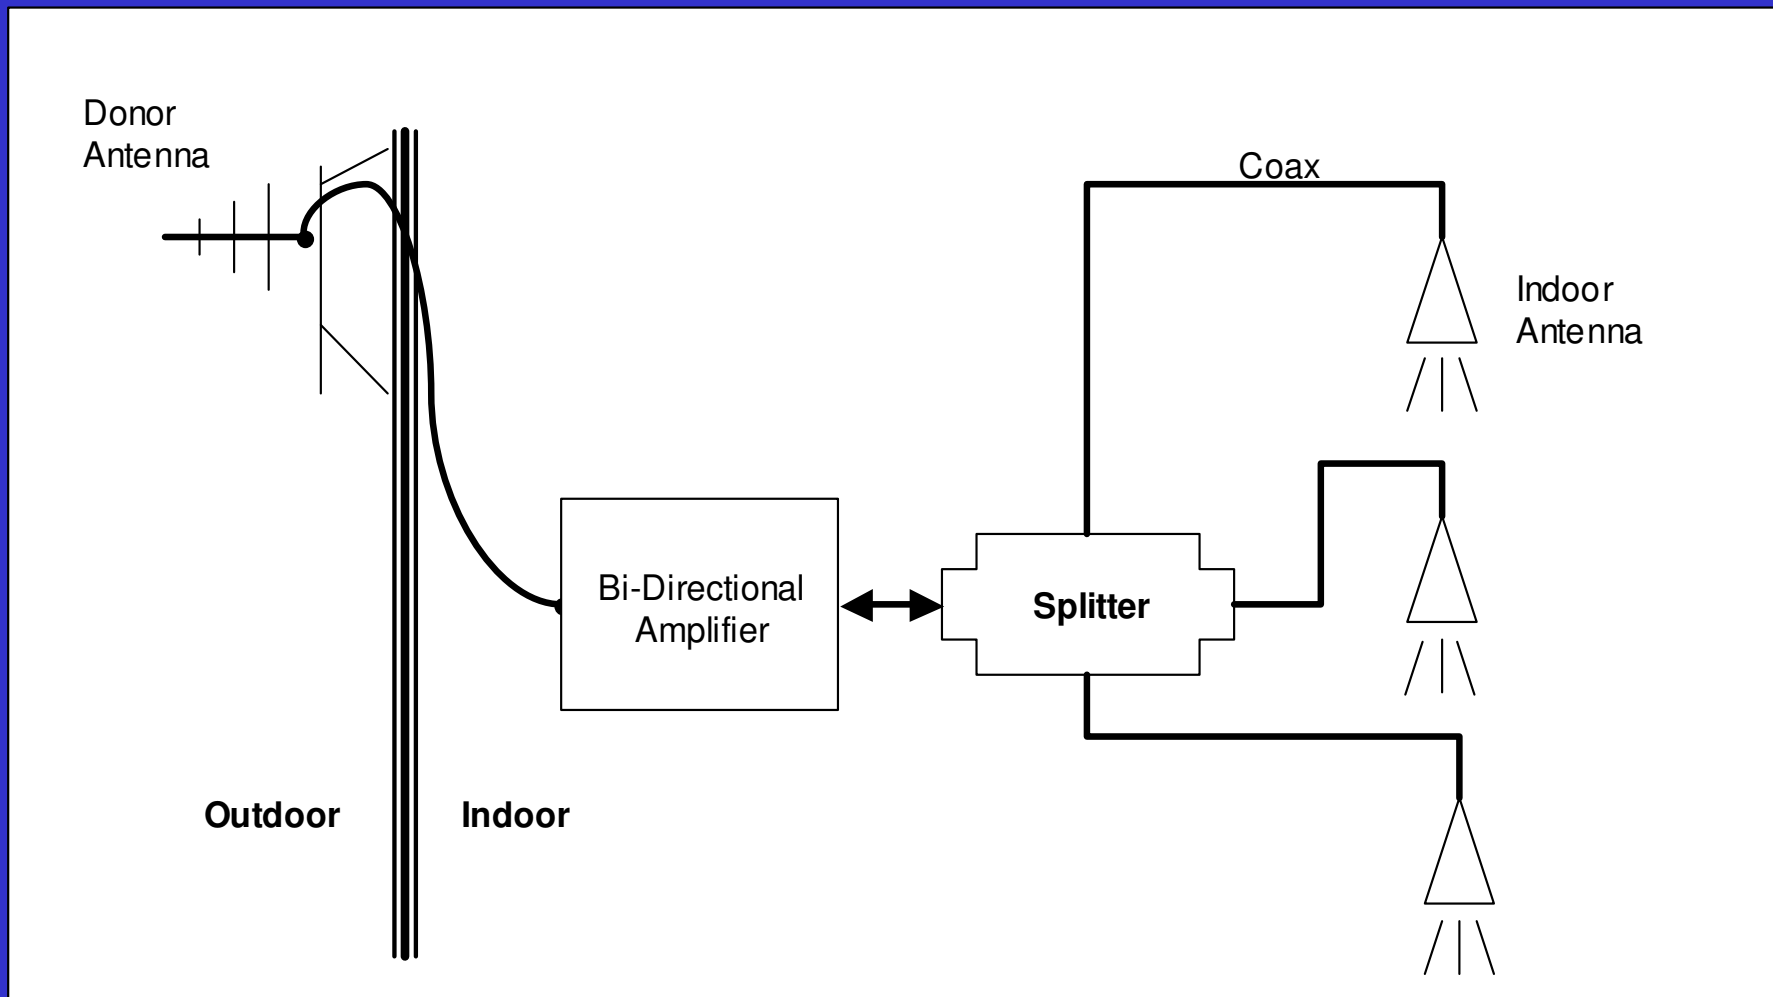 Donor
Antenna
Coax
Indoor
Antenna
Bi-Directional
Amplifier
Splitter
Outdoor
Indoor